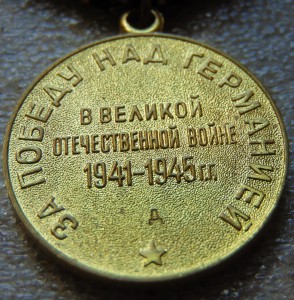 ЗА ПОБЕДУ НАД ГЕРМАНИЕЙ
В ВЕЛИКОЙ
ОТЕЧЕСТВЕННОЙ ВОЙНЕ
1941-1945 г.г.
Д